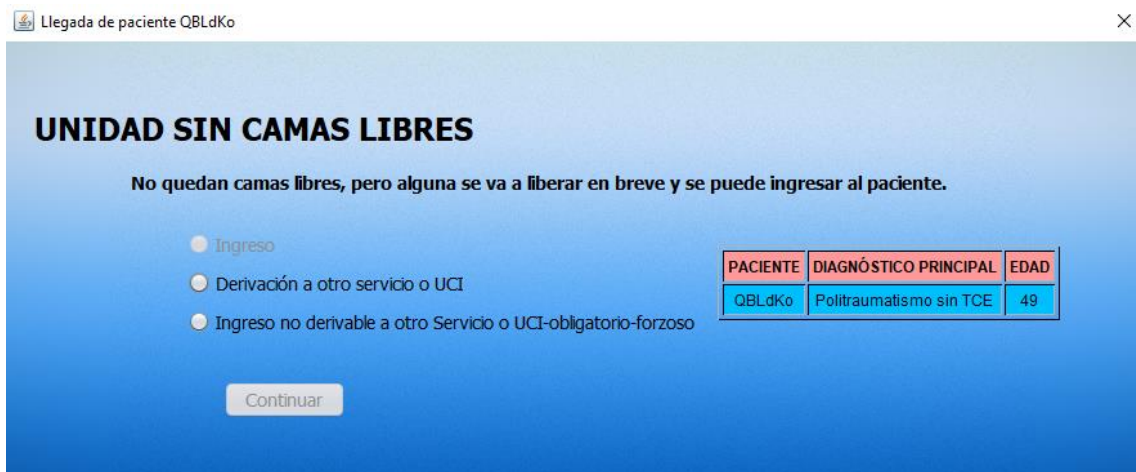 Llegada de paciente QBLdKo
UNIDAD SIN CAMAS LIBRES
No quedan camas libres, pero alguna se va a liberar en breve y se puede ingresar al paciente.
Ingreso
Derivación a otro servicio o UCI
Ingreso no derivable a otro Servicio o UCI-obligatorio-forzoso
PACIENTE DIAGNÓSTICO PRINCIPAL EDAD
QBLdKo Politraumatismo sin TCE 49
Continuar